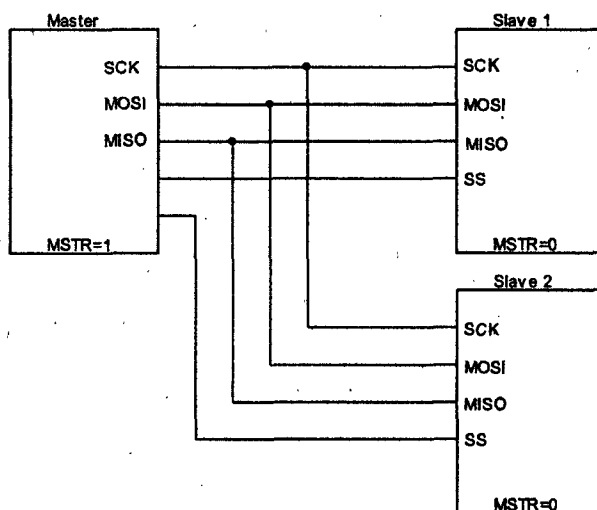 Master
SCK
MOSI
MISO
MSTR=1
Slave 1
SCK
MOSI
MISO
SS
MSTR=0
Slave 2
SCK
MOSI
MISO
SS
MSTR=0